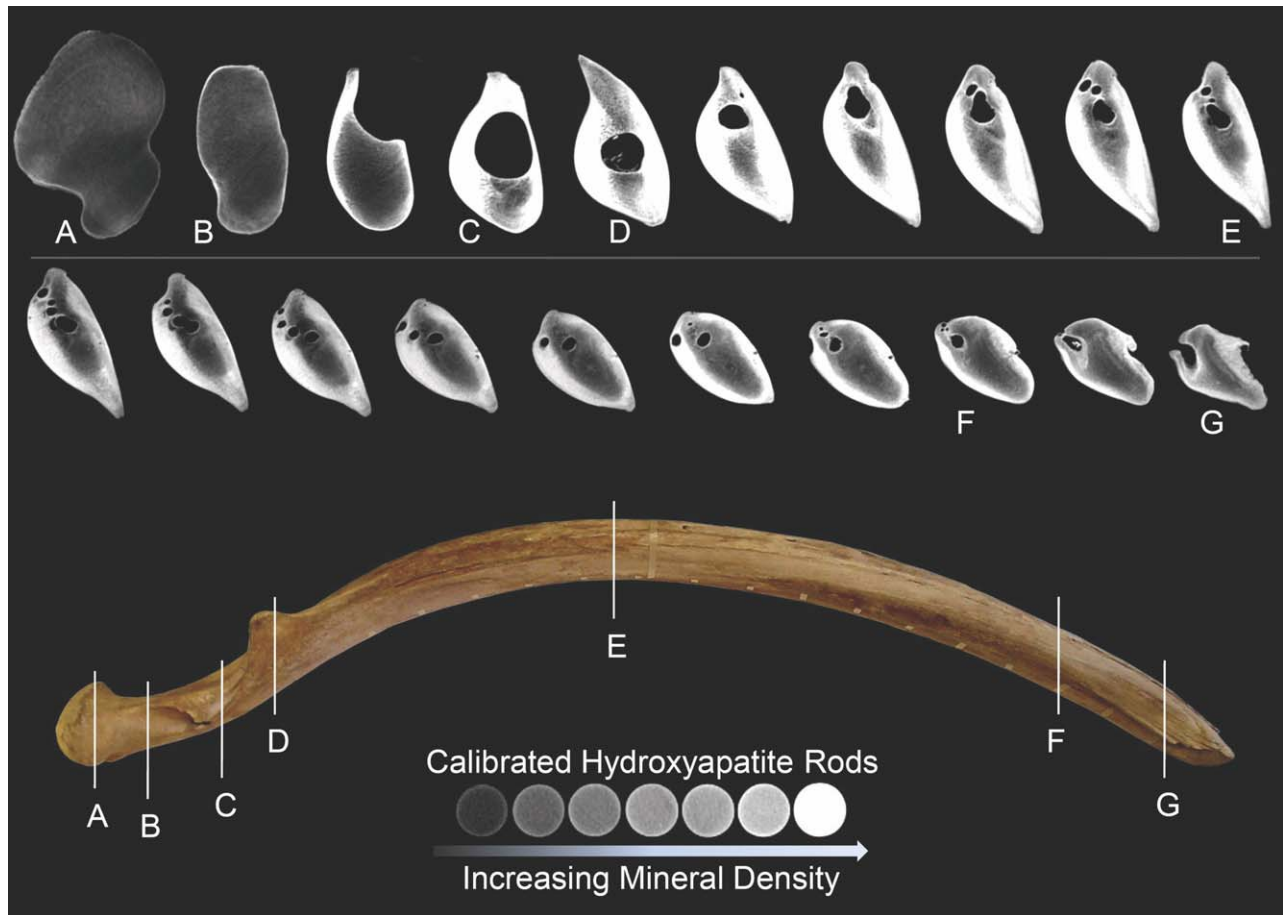 A B C D E
F G
E
D
F
C
G
A
B
Calibrated Hydroxyapatite Rods
Increasing Mineral Density